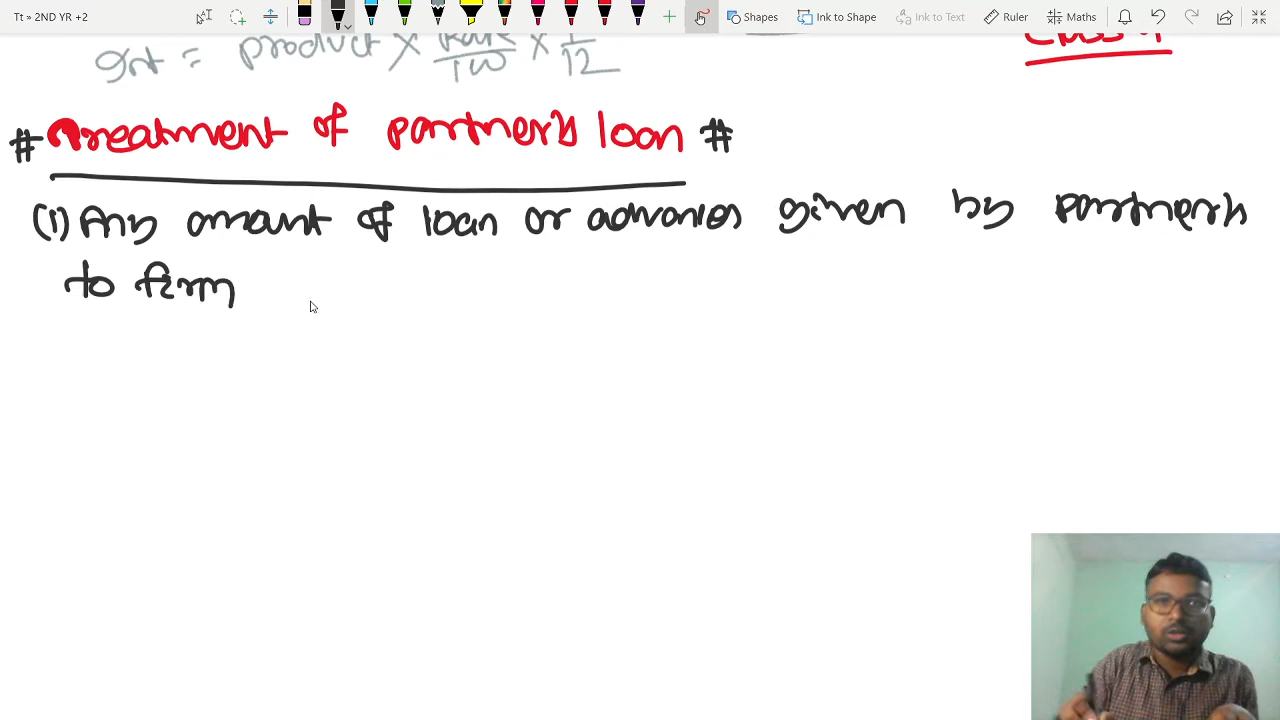 Tt » 2ND YR +2
Shapes Ink to Shape Ink to Text Ruler Maths
Int = product × Rate/100 × 1/12
# Treatment of partner's loan #
(1) Any amount of loan or advances given by partner's
to firm